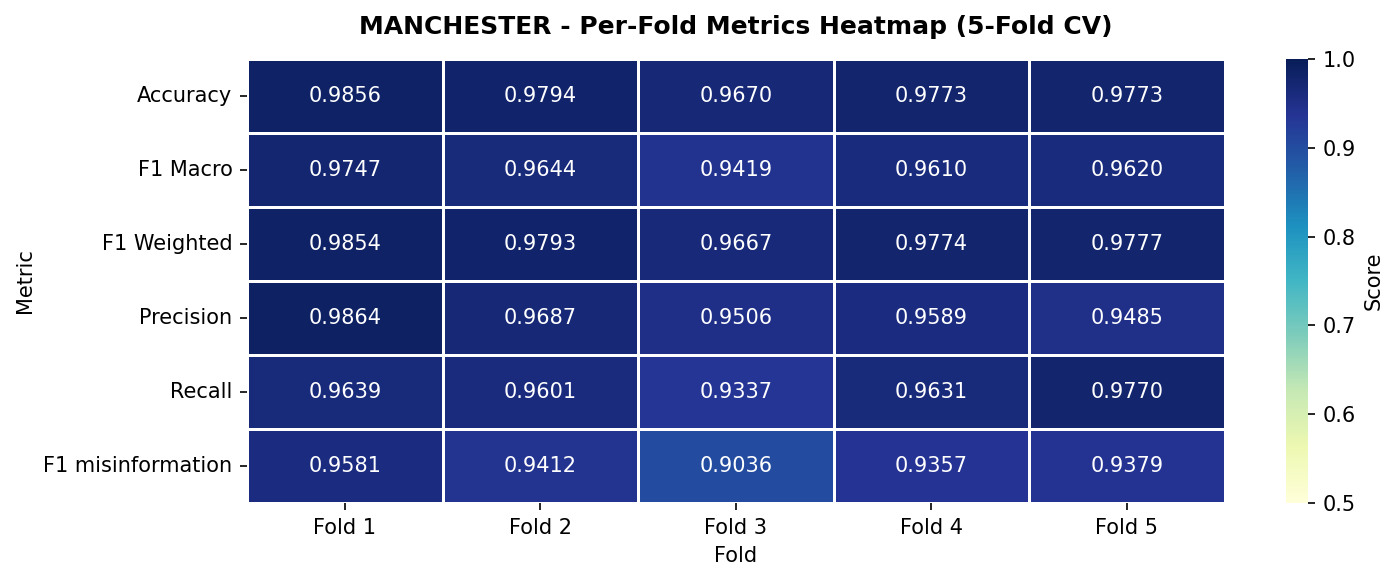 MANCHESTER - Per-Fold Metrics Heatmap (5-Fold CV)
Accuracy 0.9856 0.9794 0.9670 0.9773 0.9773
F1 Macro 0.9747 0.9644 0.9419 0.9610 0.9620
F1 Weighted 0.9854 0.9793 0.9667 0.9774 0.9777
Precision 0.9864 0.9687 0.9506 0.9589 0.9485
Recall 0.9639 0.9601 0.9337 0.9631 0.9770
F1 misinformation 0.9581 0.9412 0.9036 0.9357 0.9379
Fold 1 Fold 2 Fold 3 Fold 4 Fold 5
Fold
Metric
1.0
0.9
0.8
0.7
0.6
0.5
Score